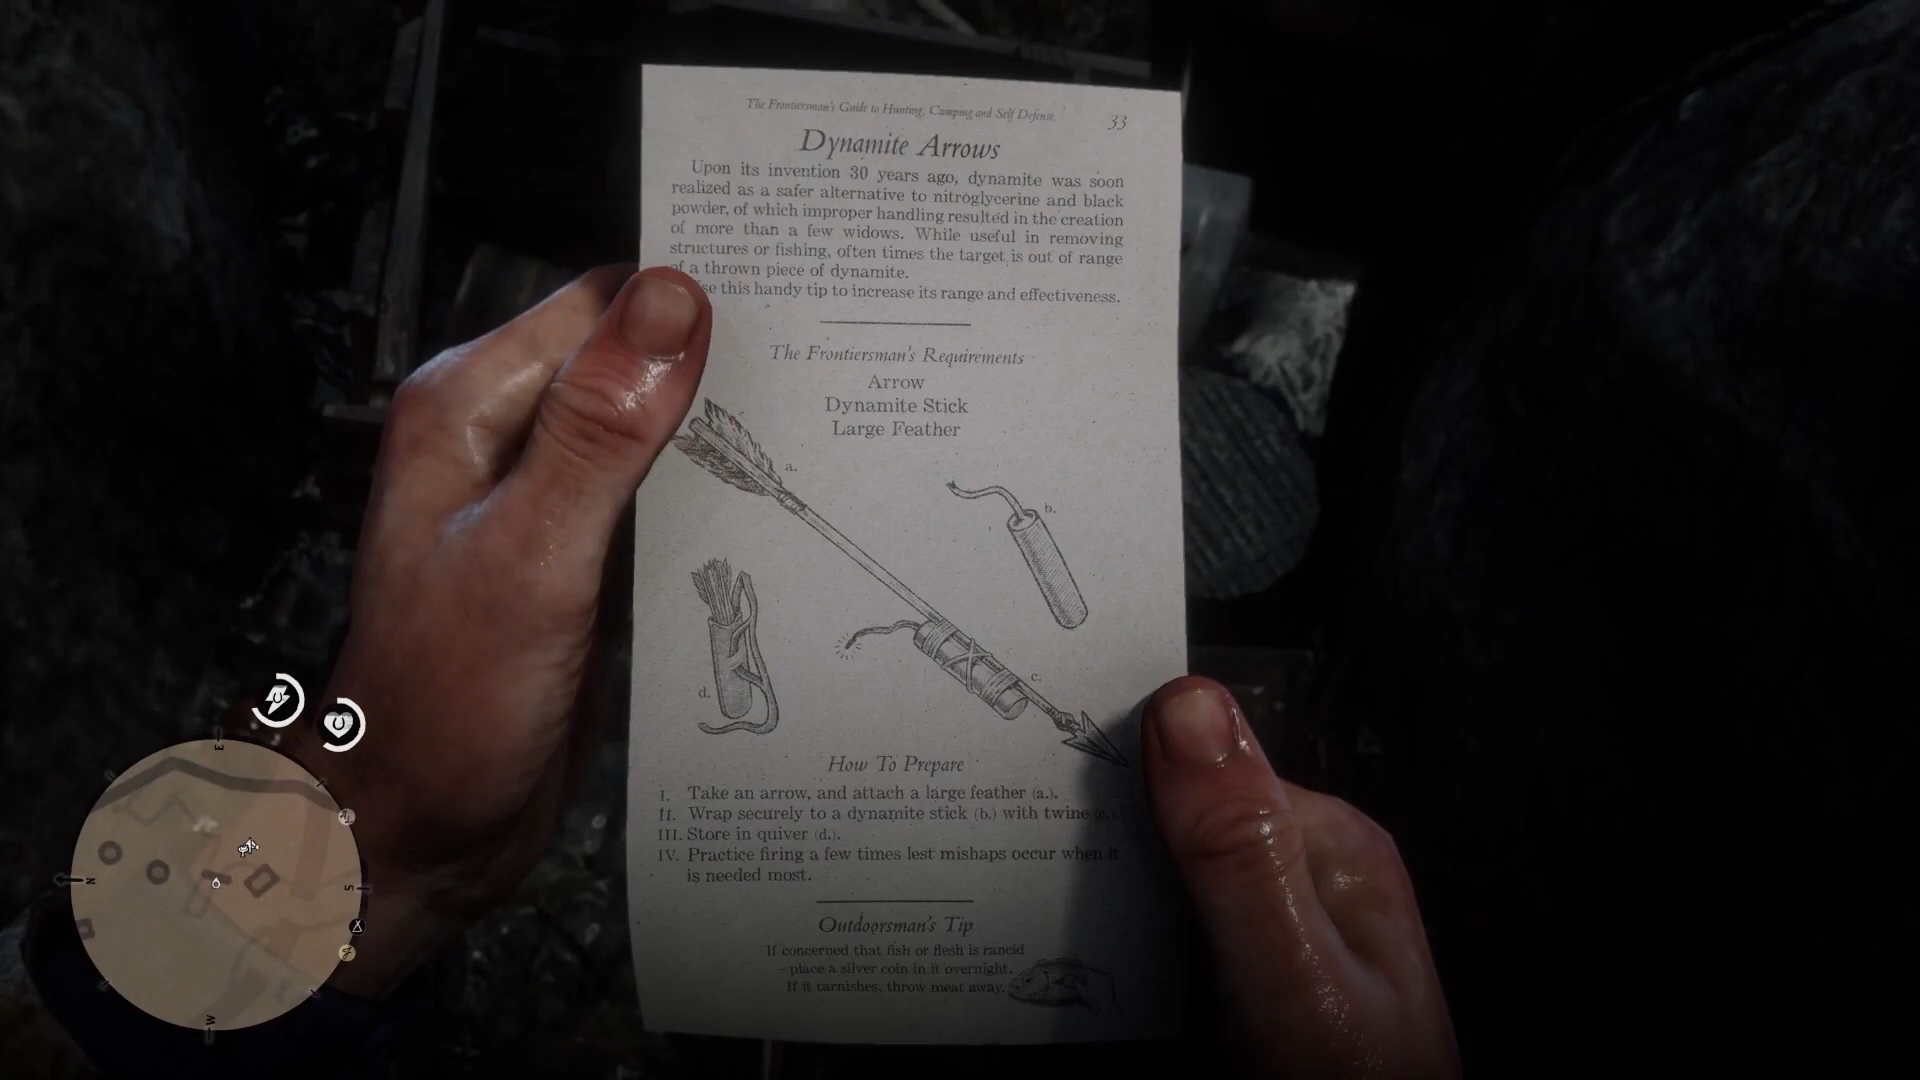 The Frontiersman's Guide to Hunting, Camping and Self Defense
33
Dynamite Arrows
Upon its invention 30 years ago, dynamite was soon
realized as a safer alternative to nitroglycerine and black
powder, of which improper handling resulted in the creation
of more than a few widows. While useful in removing
structures or fishing, often times the target is out of range
of a thrown piece of dynamite.
se this handy tip to increase its range and effectiveness.
The Frontiersman's Requirements
Arrow
Dynamite Stick
Large Feather
a.
b.
c.
d.
How To Prepare
I. Take an arrow, and attach a large feather (a.).
II. Wrap securely to a dynamite stick (b.) with twine (c.).
III. Store in quiver (d.).
IV. Practice firing a few times lest mishaps occur when it
is needed most.
Outdoorsman's Tip
If concerned that fish or flesh is rancid
– place a silver coin in it overnight.
If it tarnishes, throw meat away.
E
N
S
W